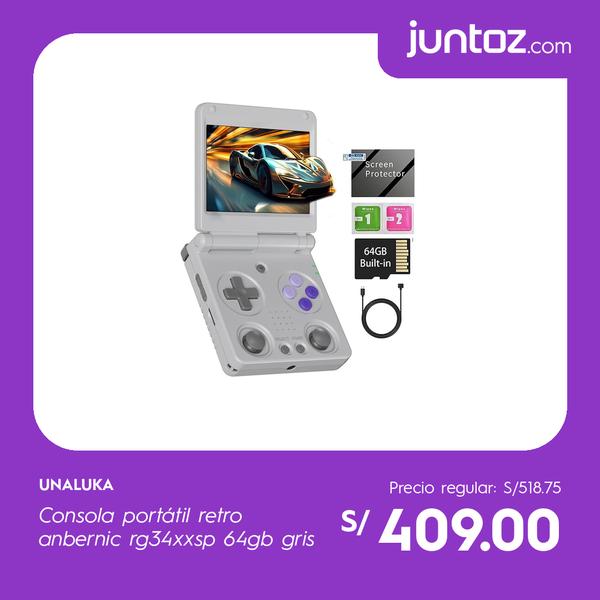 juntoz.com
Screen
Protector
1
2
64GB
Built-in
UNALUKA
Consola portátil retro
anbernic rg34xxsp 64gb gris
Precio regular: S/518.75
S/ 409.00